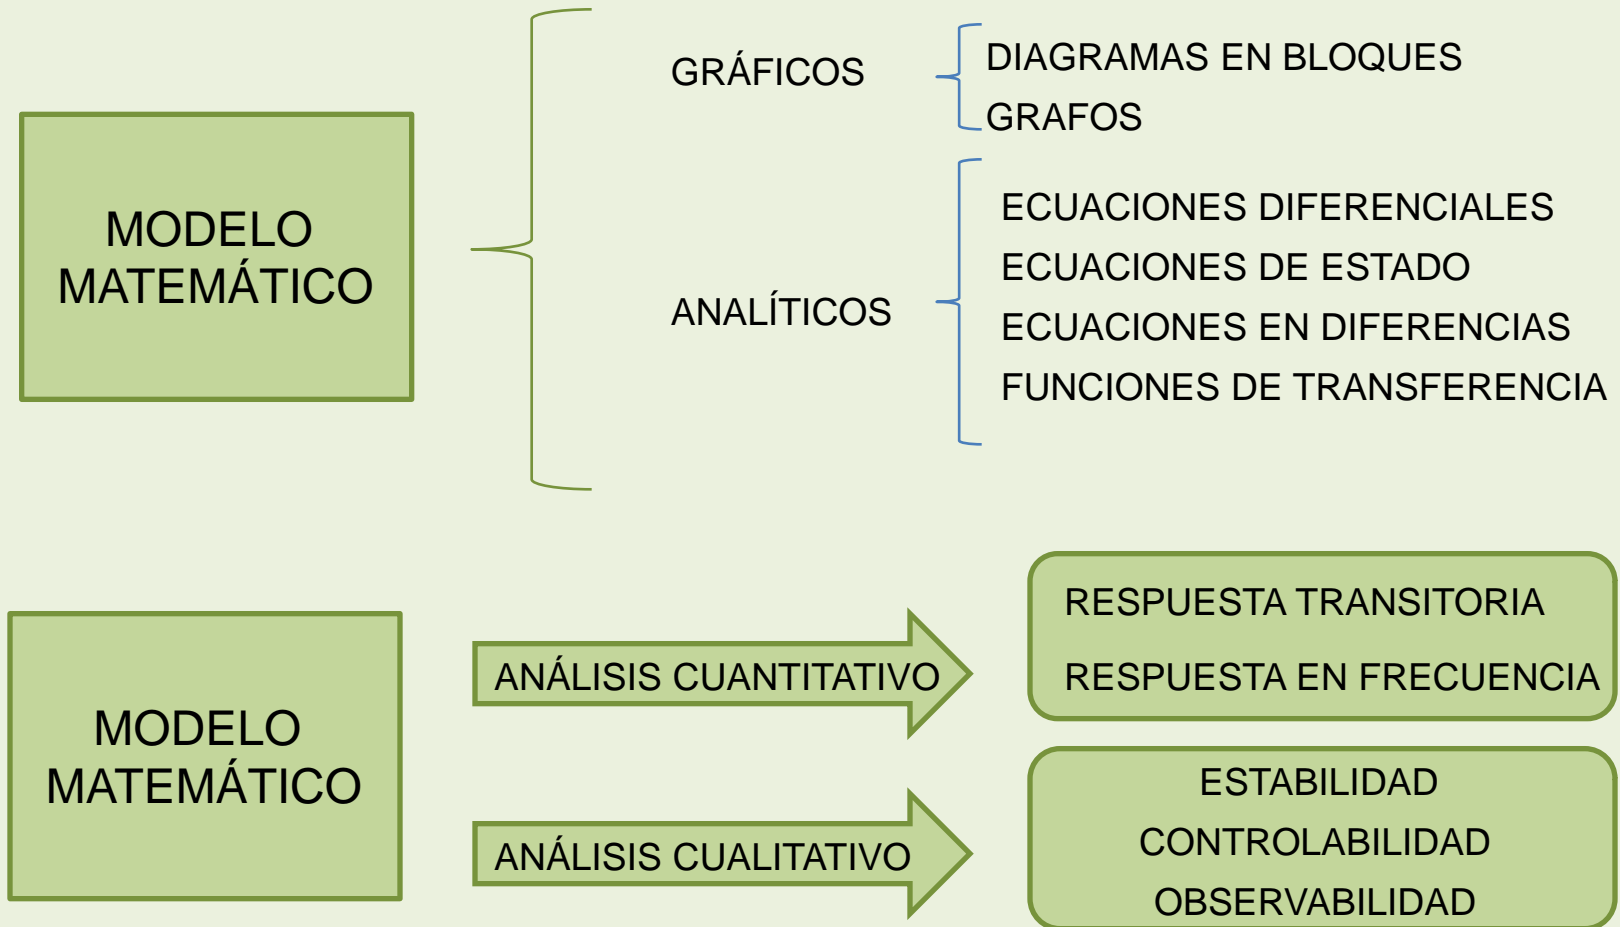 GRÁFICOS
DIAGRAMAS EN BLOQUES
GRAFOS
MODELO
MATEMÁTICO
ANALÍTICOS
ECUACIONES DIFERENCIALES
ECUACIONES DE ESTADO
ECUACIONES EN DIFERENCIAS
FUNCIONES DE TRANSFERENCIA
MODELO
MATEMÁTICO
ANÁLISIS CUANTITATIVO
RESPUESTA TRANSITORIA
RESPUESTA EN FRECUENCIA
ANÁLISIS CUALITATIVO
ESTABILIDAD
CONTROLABILIDAD
OBSERVABILIDAD